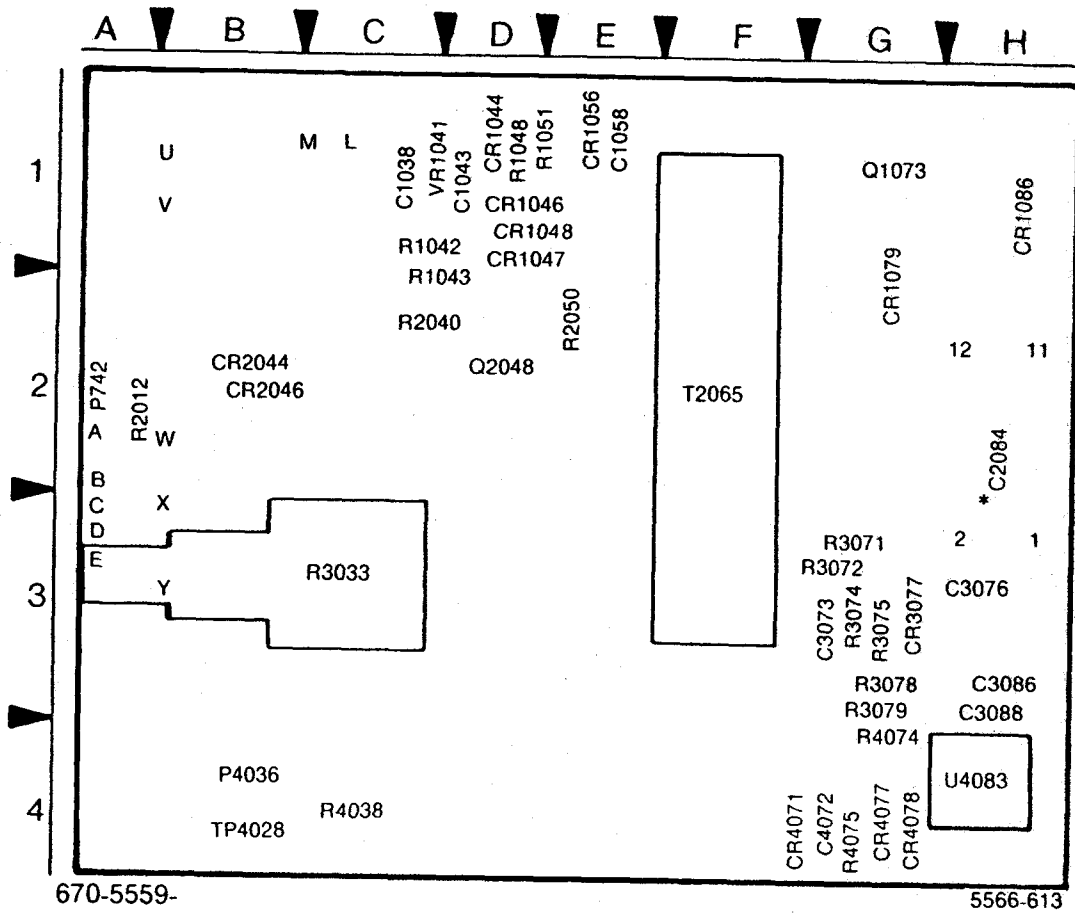 A B C D E F G H
1
2
3
4
U
V
M L
C1038
VR1041
C1043
CR1044
R1048
R1051
CR1056
C1058
Q1073
CR1086
CR1046
CR1048
CR1047
R1042
R1043
R2040
R2050
CR1079
Q2048
12 11
CR2044
CR2046
T2065
P742
R2012
A
W
B
C
D
E
X
Y
*C2084
2 1
R3033
R3071
R3072
C3073
R3074
R3075
CR3077
C3076
R3078
R3079
R4074
C3086
C3088
U4083
P4036
TP4028
R4038
CR4071
C4072
R4075
CR4077
CR4078
670-5559-
5566-613